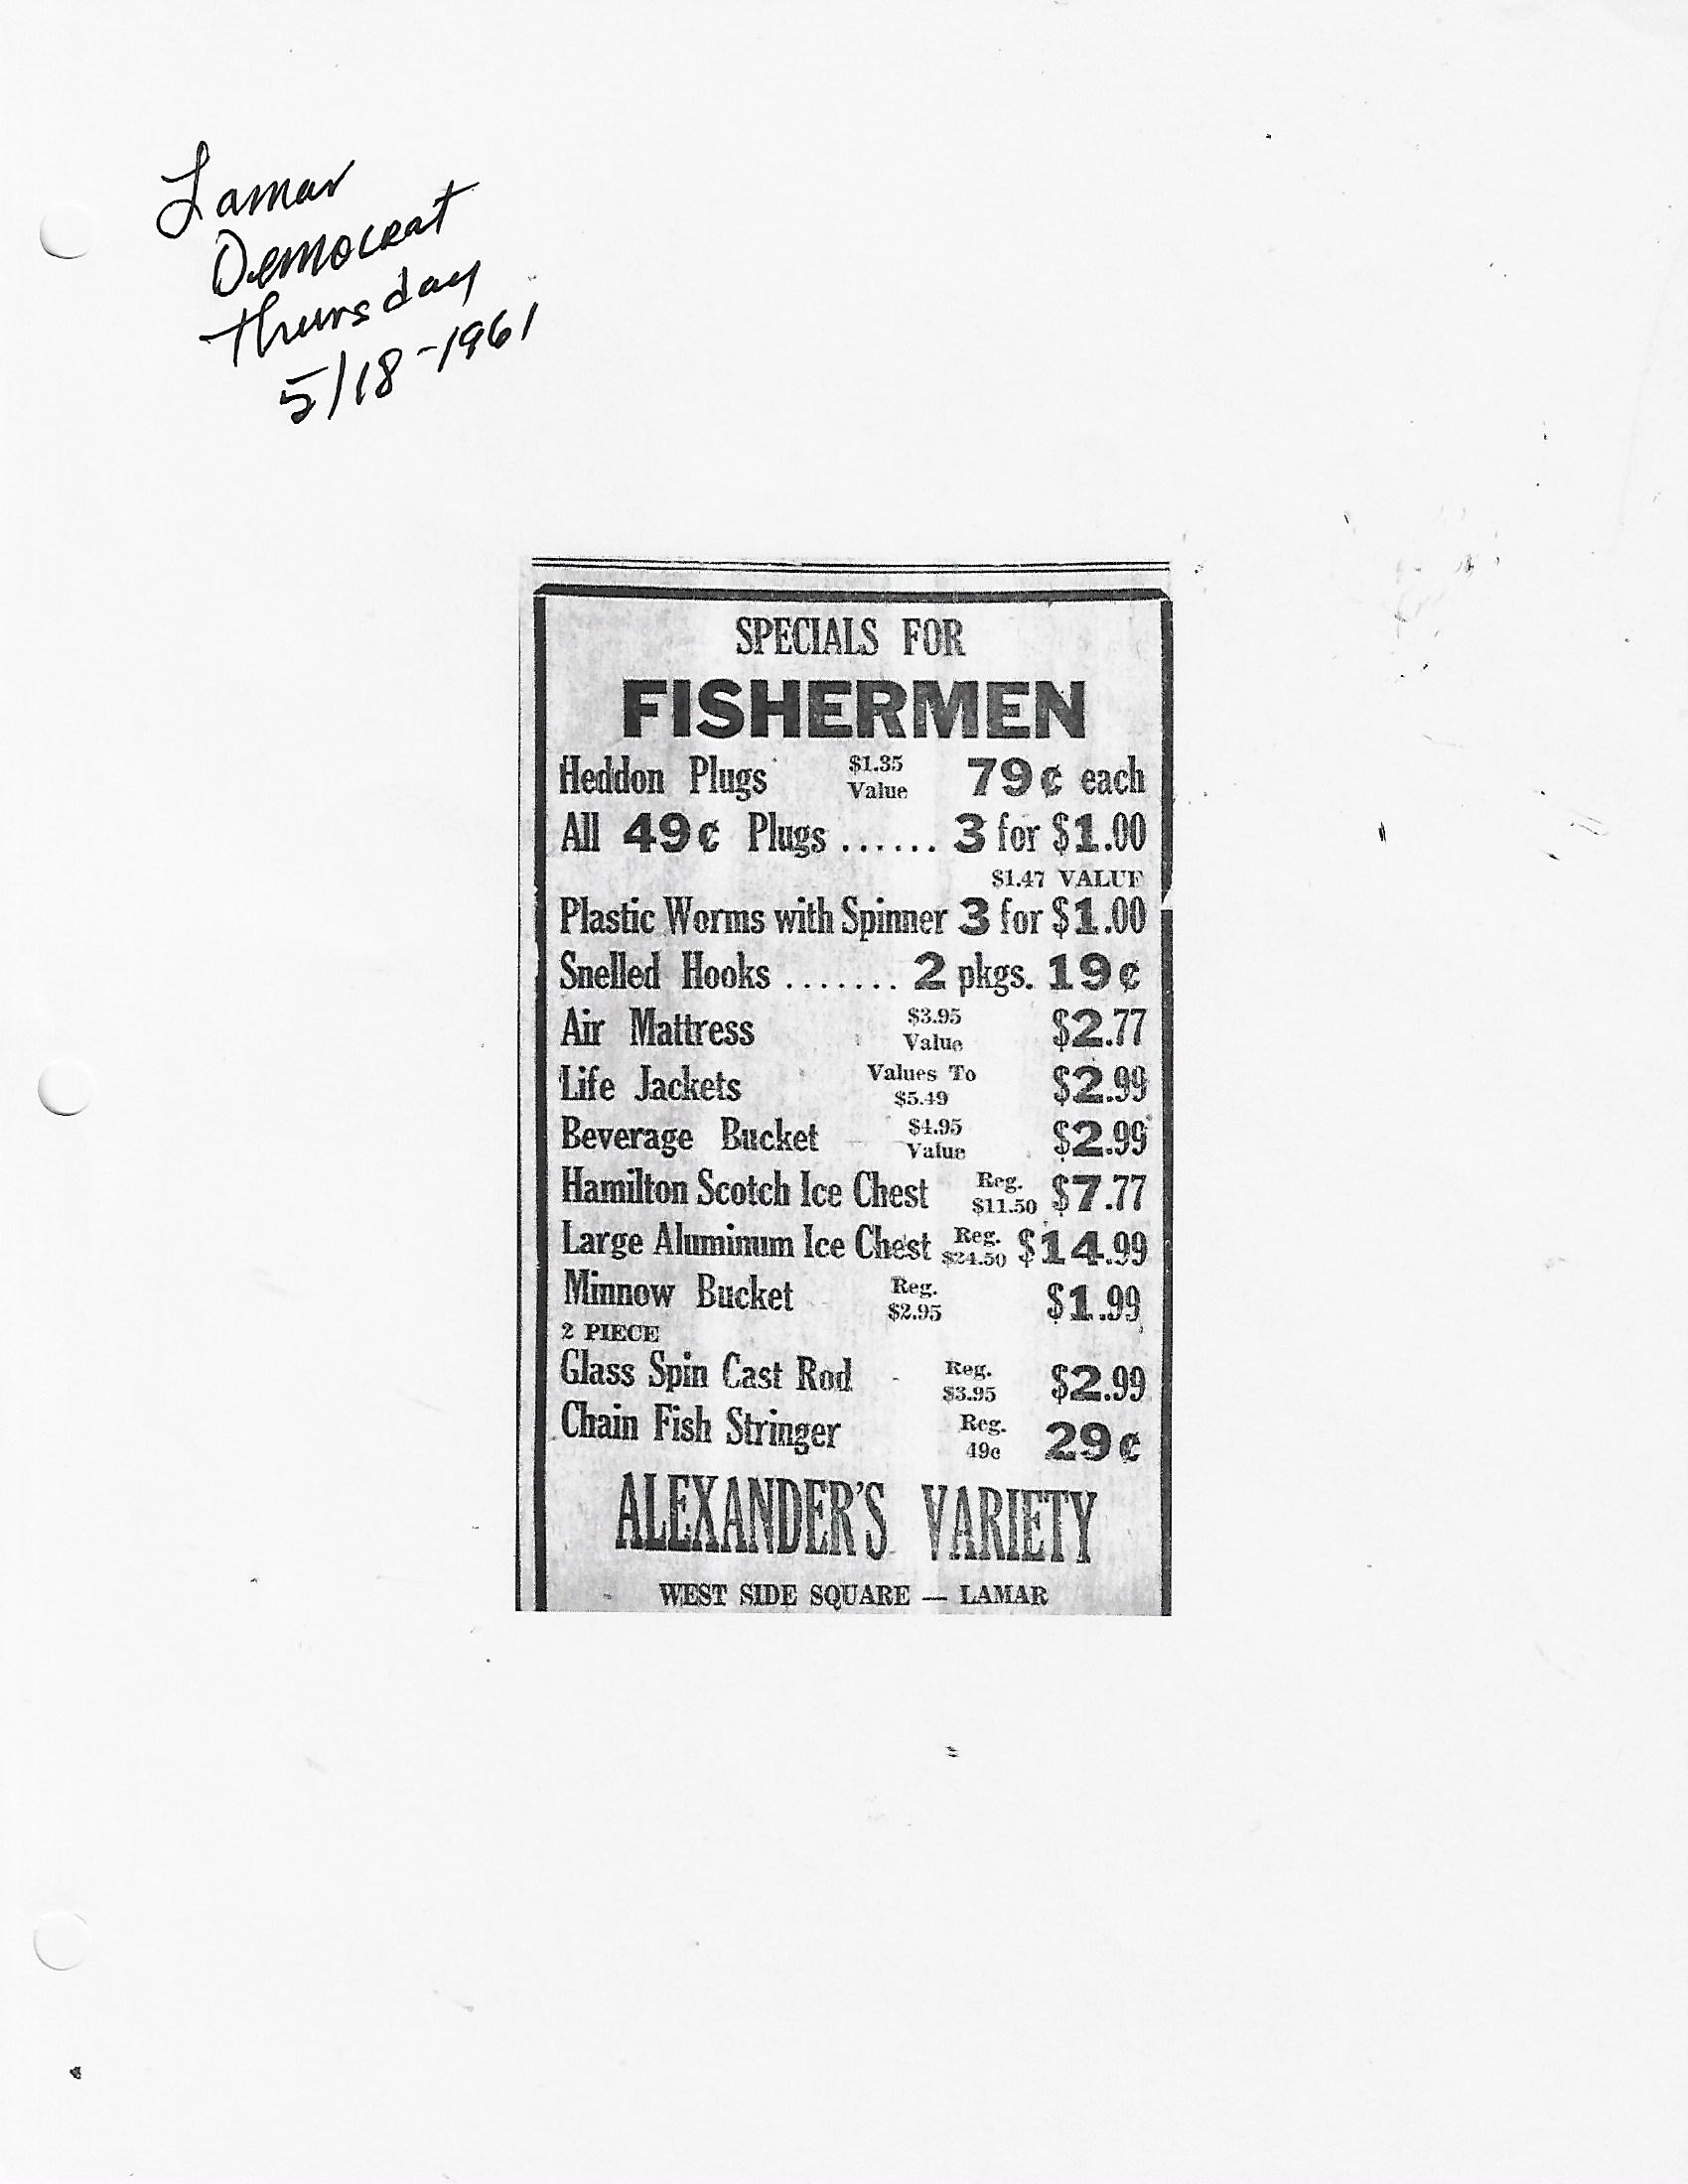 Lamar
Democrat
Thursday
5/18-1961
SPECIALS FOR
FISHERMEN
Heddon Plugs $1.35 Value 79¢ each
All 49¢ Plugs ...... 3 for $1.00
$1.47 VALUE
Plastic Worms with Spinner 3 for $1.00
Snelled Hooks ....... 2 pkgs. 19¢
Air Mattress $3.95 Value $2.77
Life Jackets Values To $5.49 $2.99
Beverage Bucket $4.95 Value $2.99
Hamilton Scotch Ice Chest Reg. $11.50 $7.77
Large Aluminum Ice Chest Reg. $24.50 $14.99
Minnow Bucket Reg. $2.95 $1.99
2 PIECE
Glass Spin Cast Rod Reg. $3.95 $2.99
Chain Fish Stringer Reg. 49c 29¢
ALEXANDER'S VARIETY
WEST SIDE SQUARE — LAMAR